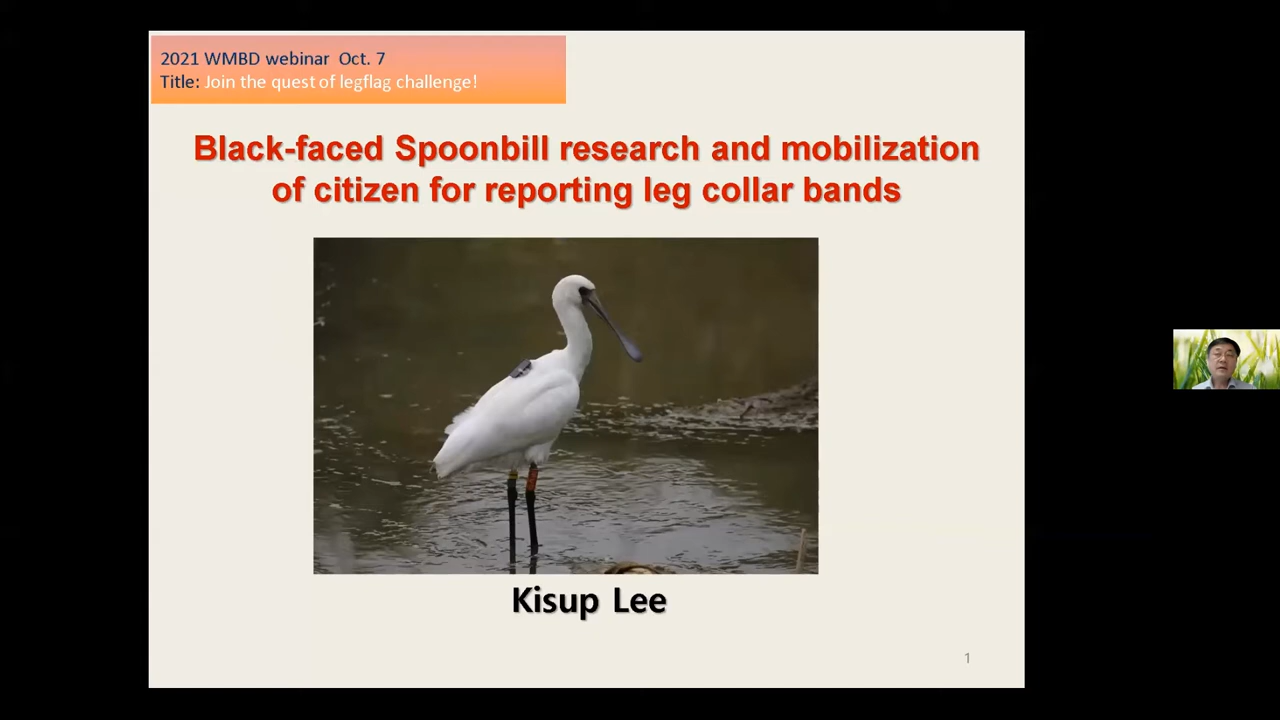 2021 WMBD webinar Oct. 7
Title: Join the quest of legflag challenge!
Black-faced Spoonbill research and mobilization
of citizen for reporting leg collar bands
Kisup Lee
1